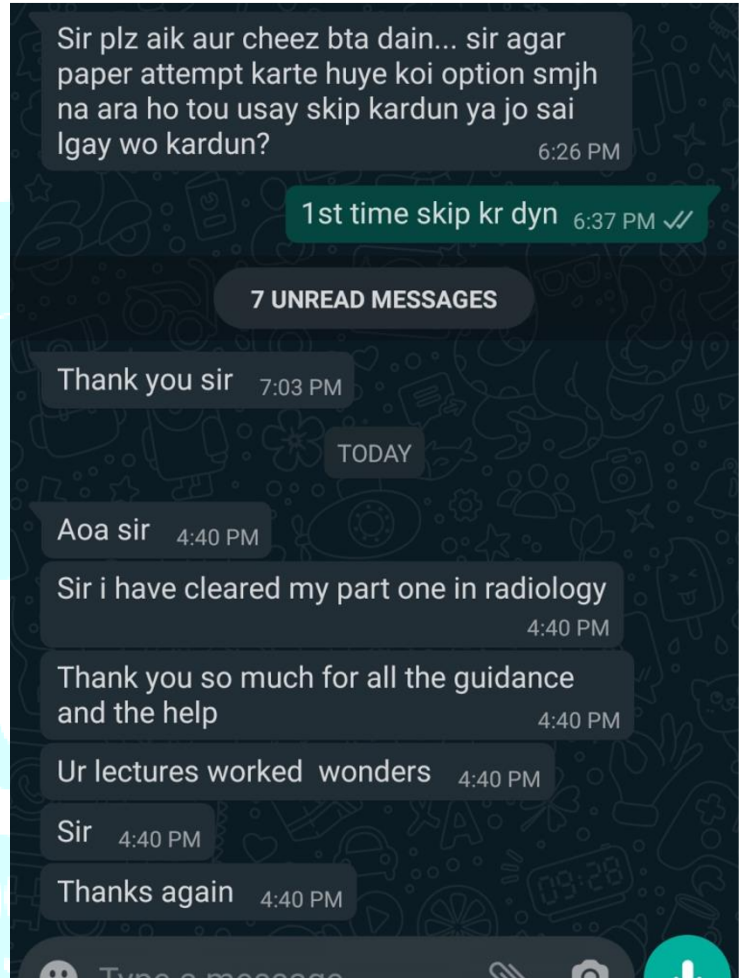 Sir plz aik aur cheez bta dain... sir agar
paper attempt karte huye koi option smjh
na ara ho tou usay skip kardun ya jo sai
lgay wo kardun?
6:26 PM
1st time skip kr dyn 6:37 PM
7 UNREAD MESSAGES
Thank you sir 7:03 PM
TODAY
Aoa sir 4:40 PM
Sir i have cleared my part one in radiology
4:40 PM
Thank you so much for all the guidance
and the help 4:40 PM
Ur lectures worked wonders 4:40 PM
Sir 4:40 PM
Thanks again 4:40 PM
Type a message